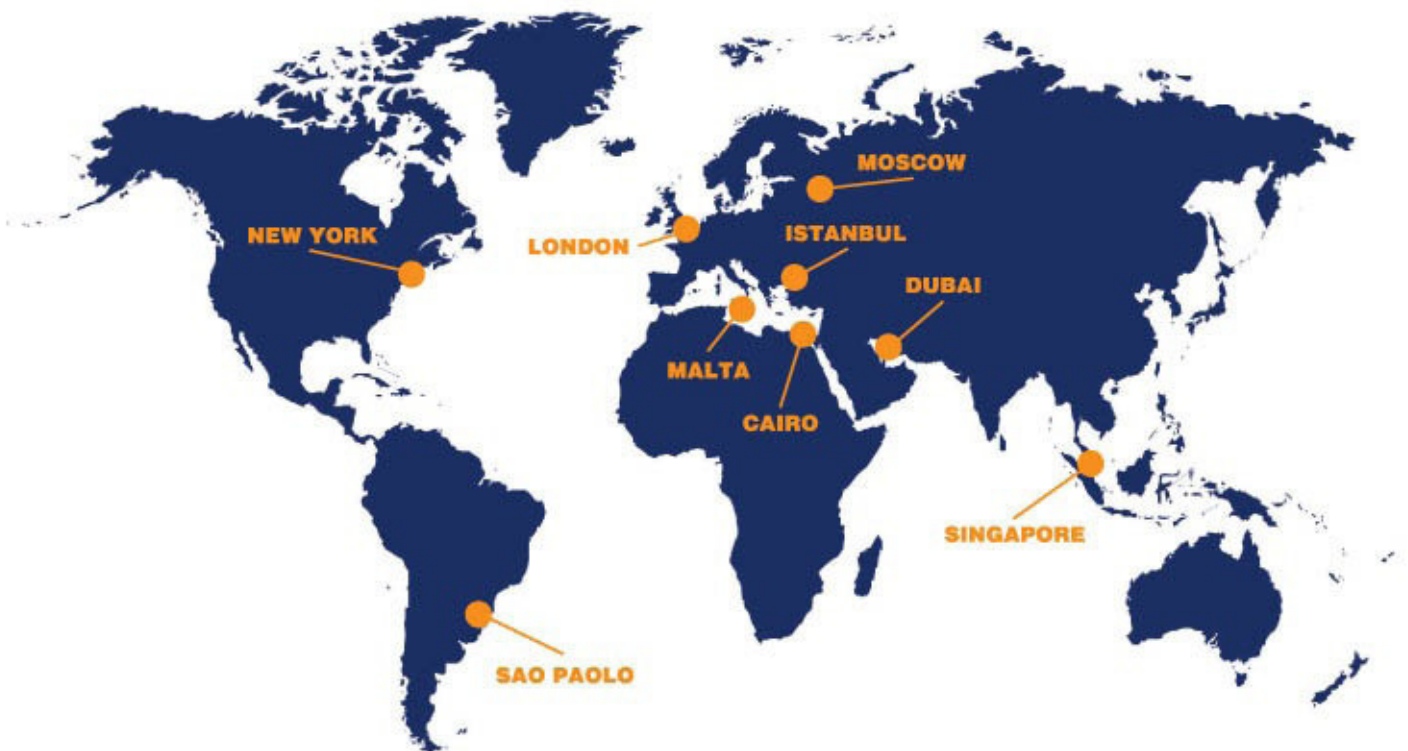 MOSCOW
NEW YORK
ISTANBUL
LONDON
DUBAI
MALTA
CAIRO
SINGAPORE
SAO PAOLO